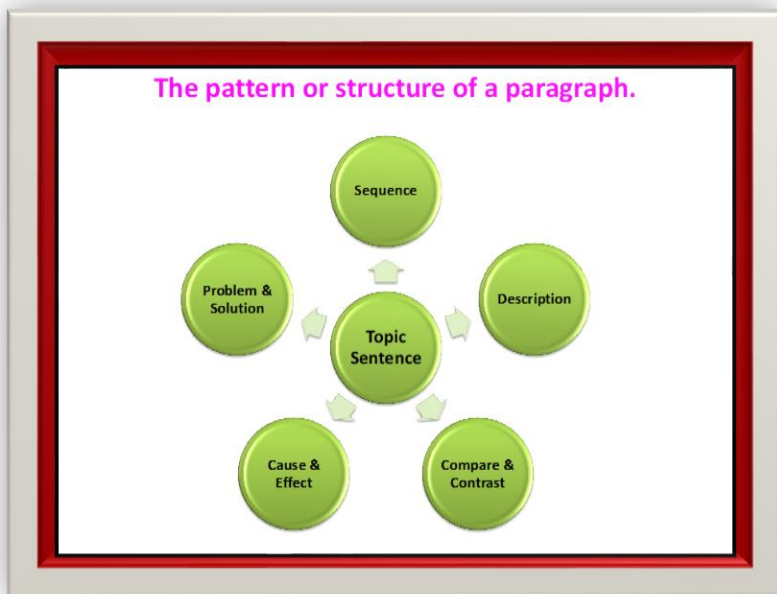 The pattern or structure of a paragraph.
Sequence
Problem &
Solution
Description
Topic
Sentence
Cause &
Effect
Compare &
Contrast